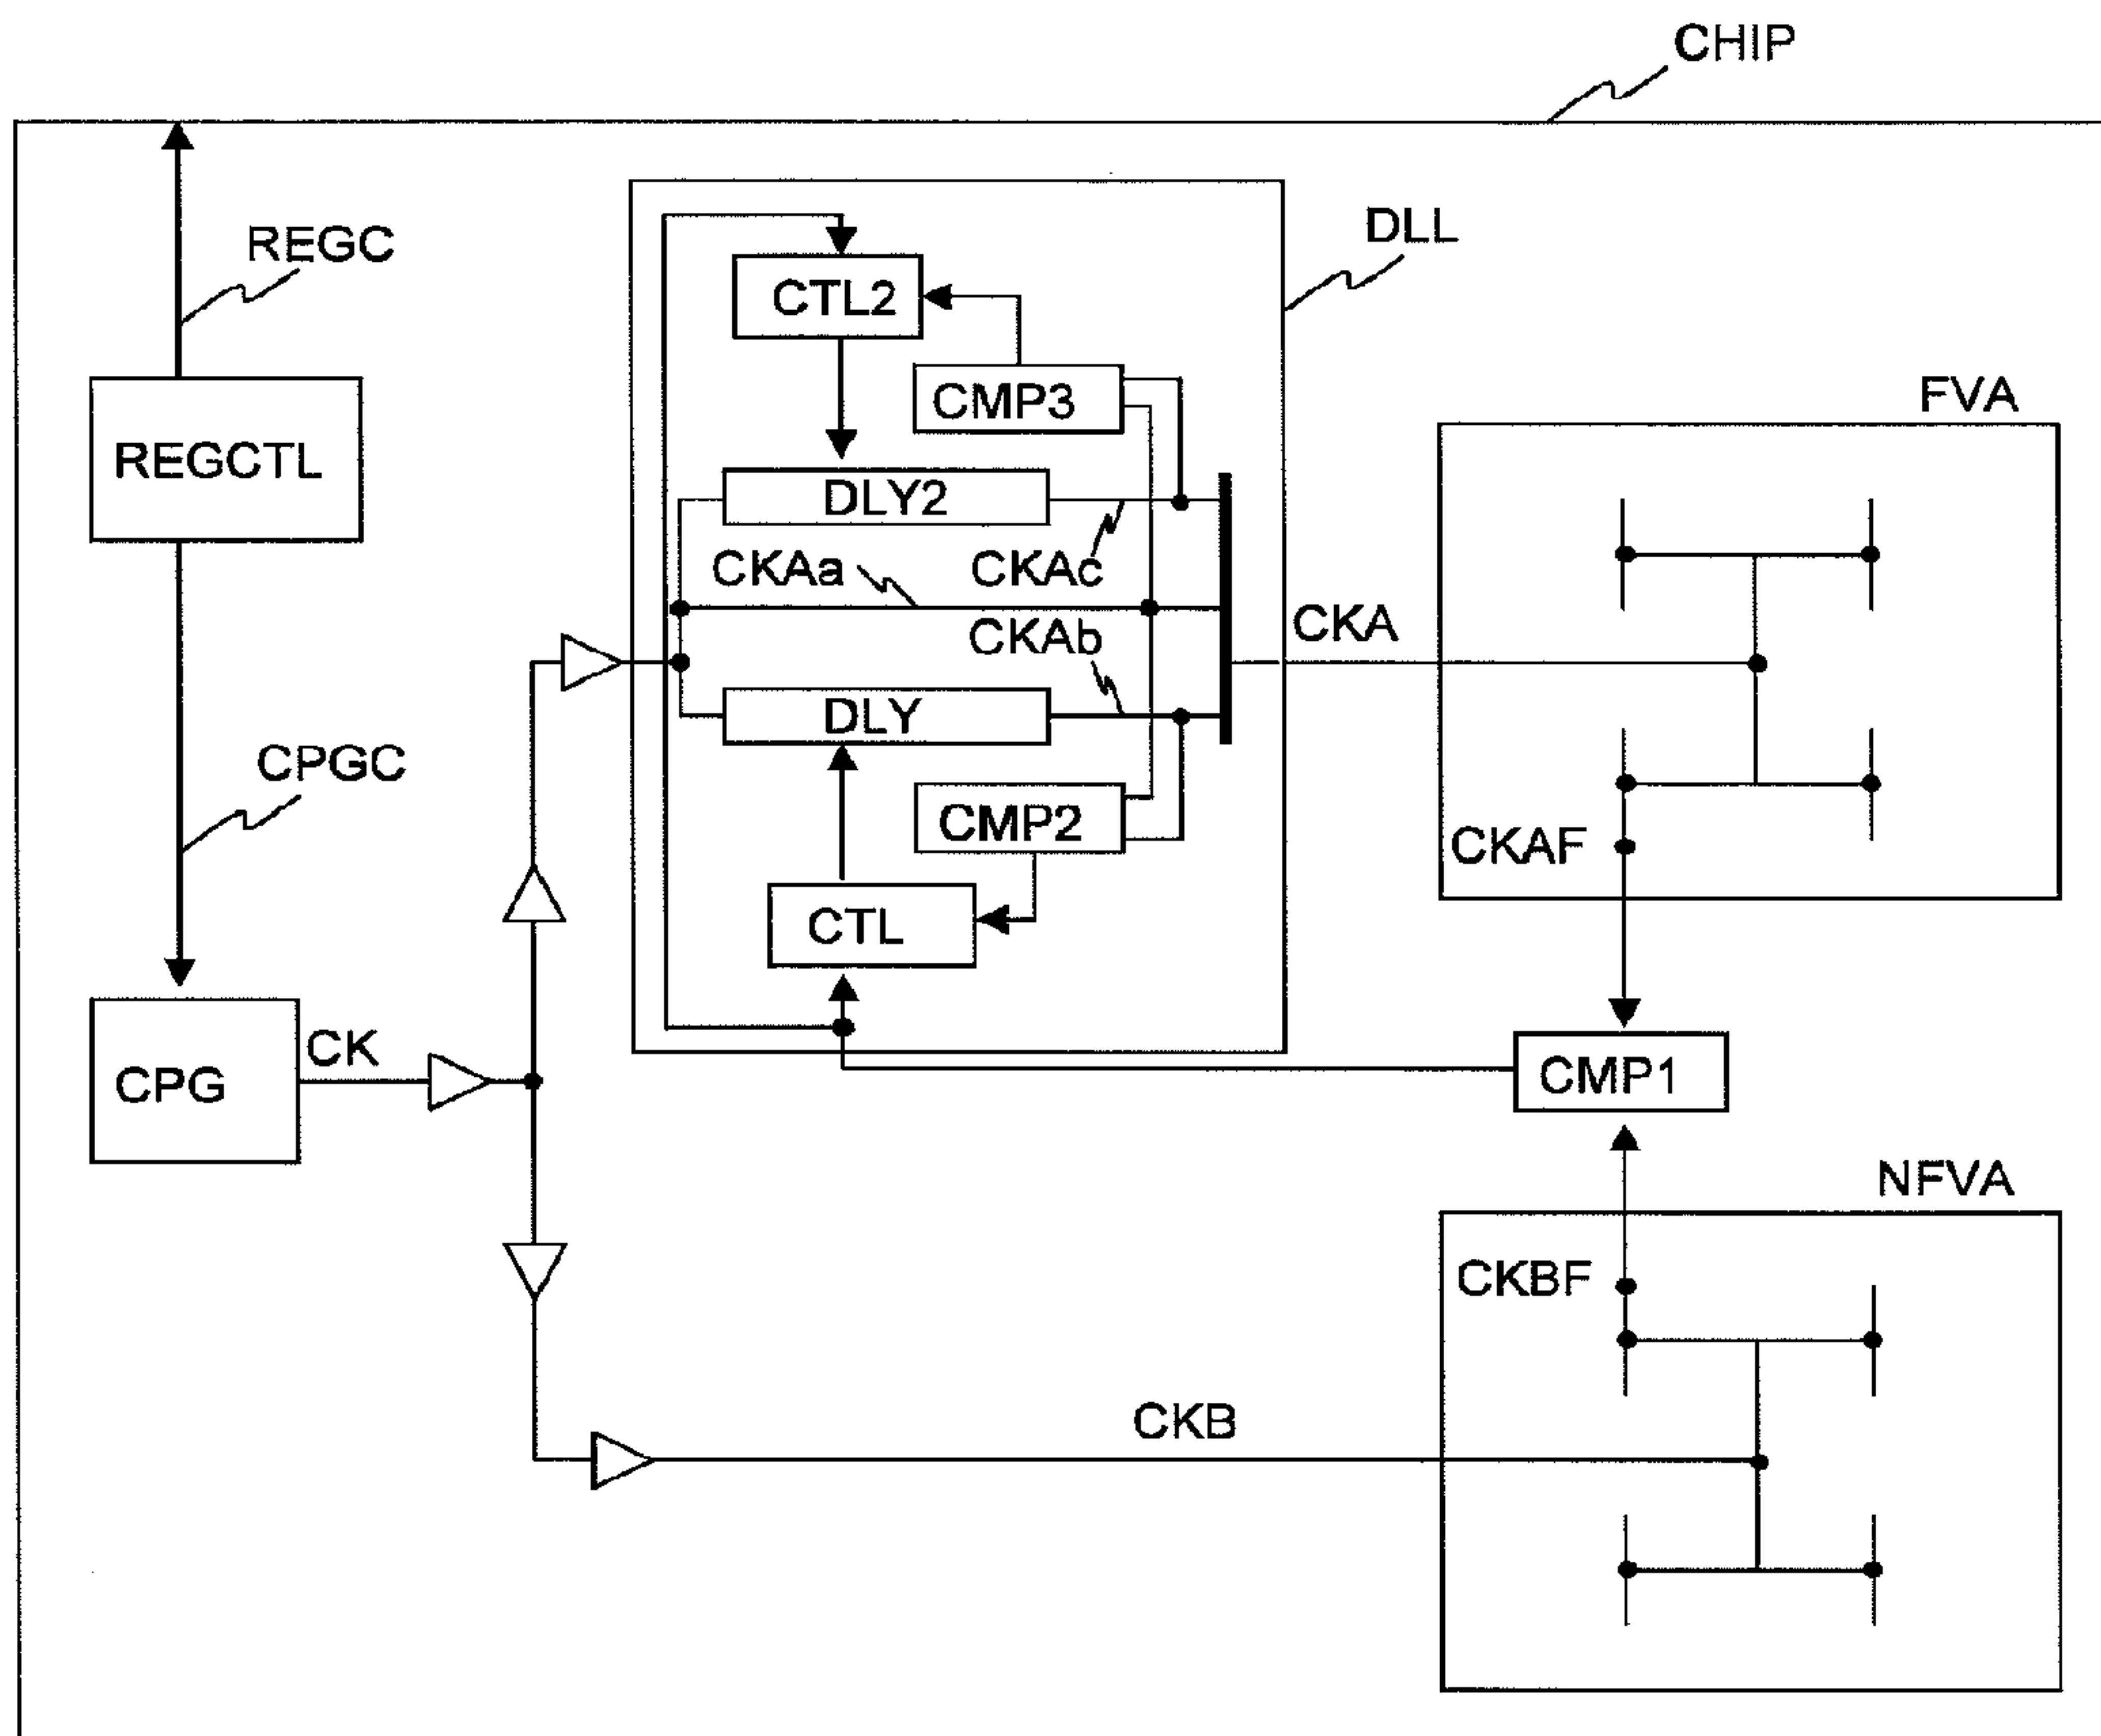 CHIP
REGC
DLL
CTL2
CMP3
FVA
REGCTL
DLY2
CKAa
CKAc
CKA
CKAb
DLY
CPGC
CMP2
CKAF
CTL
CK
CPG
CMP1
NFVA
CKBF
CKB